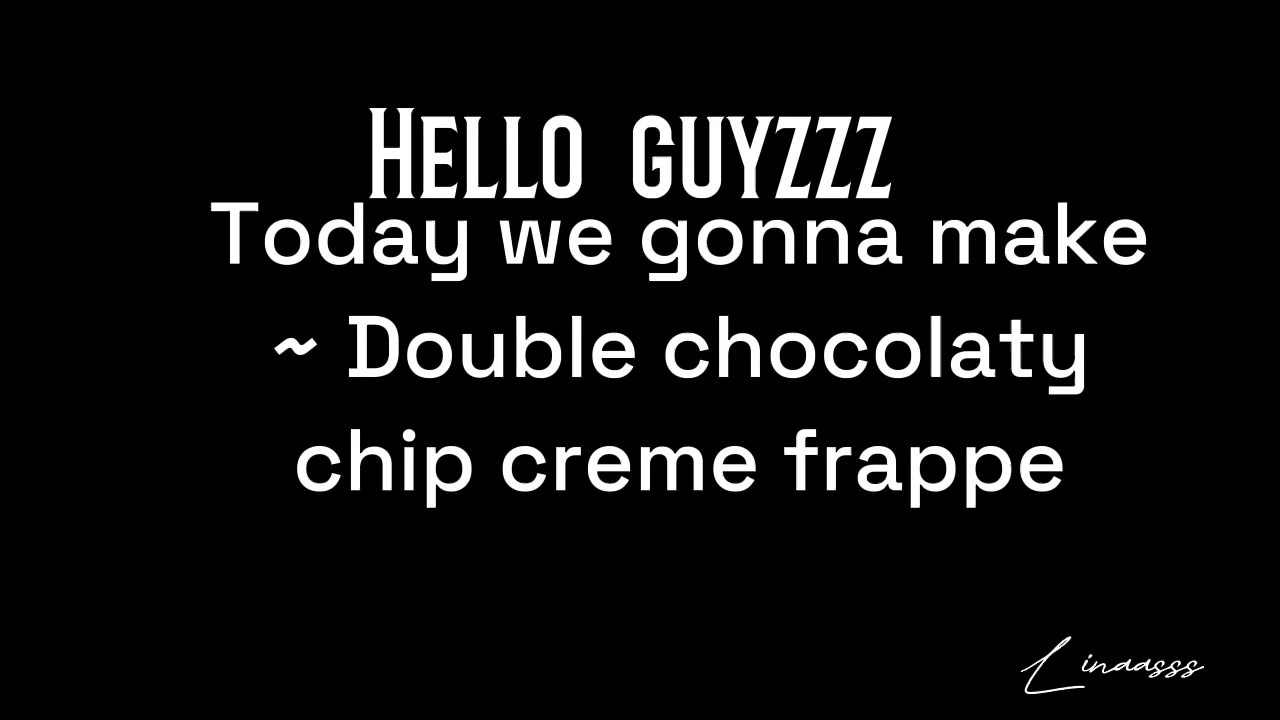 Hello guyzzz
Today we gonna make
~ Double chocolaty
chip creme frappe
Linaasss